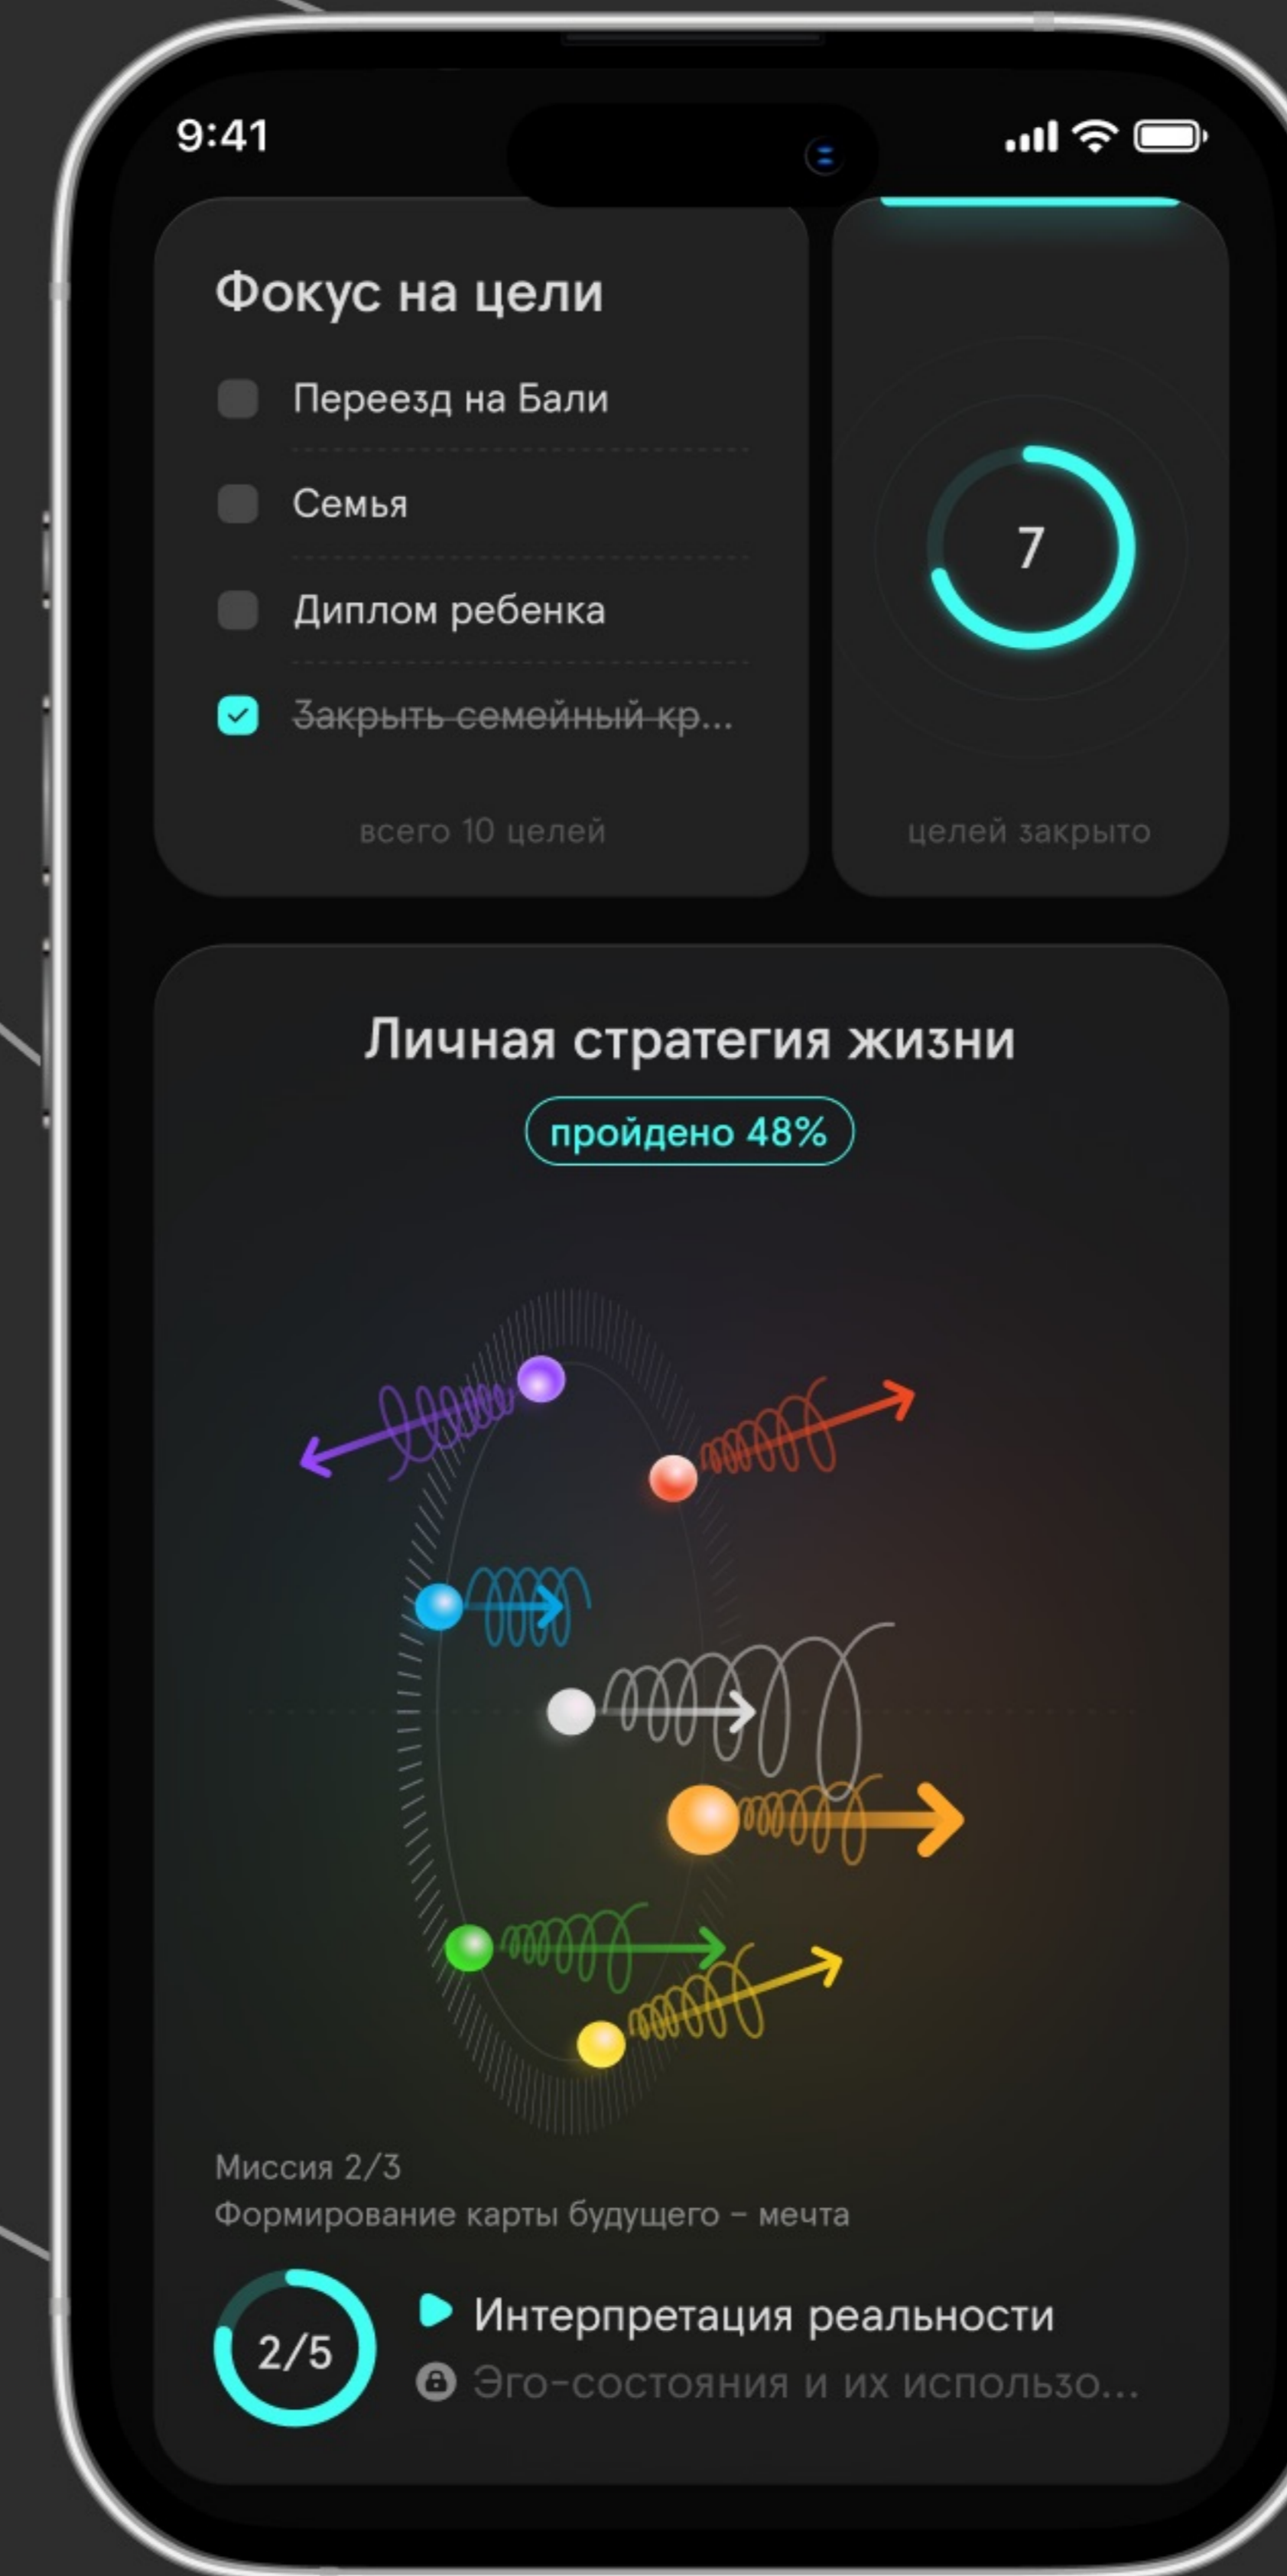 9:41
Фокус на цели
Переезд на Бали
Семья
Диплом ребенка
Закрыть семейный кр...
всего 10 целей
7
целей закрыто
Личная стратегия жизни
пройдено 48%
Миссия 2/3
Формирование карты будущего – мечта
2/5
Интерпретация реальности
Эго-состояния и их использо...